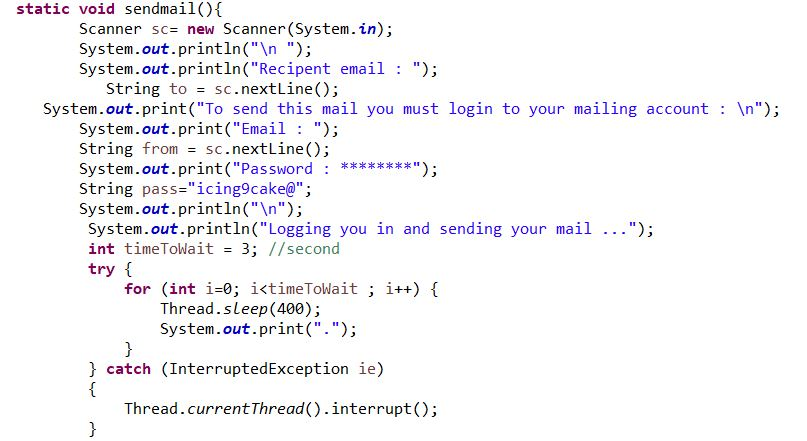 static void sendmail(){
Scanner sc= new Scanner(System.in);
System.out.println("\n ");
System.out.println("Recipent email : ");
String to = sc.nextLine();
System.out.print("To send this mail you must login to your mailing account : \n");
System.out.print("Email : ");
String from = sc.nextLine();
System.out.print("Password : ********");
String pass="icing9cake@";
System.out.println("\n");
System.out.println("Logging you in and sending your mail ...");
int timeToWait = 3; //second
try {
for (int i=0; i<timeToWait ; i++) {
Thread.sleep(400);
System.out.print(".");
}
} catch (InterruptedException ie)
{
Thread.currentThread().interrupt();
}